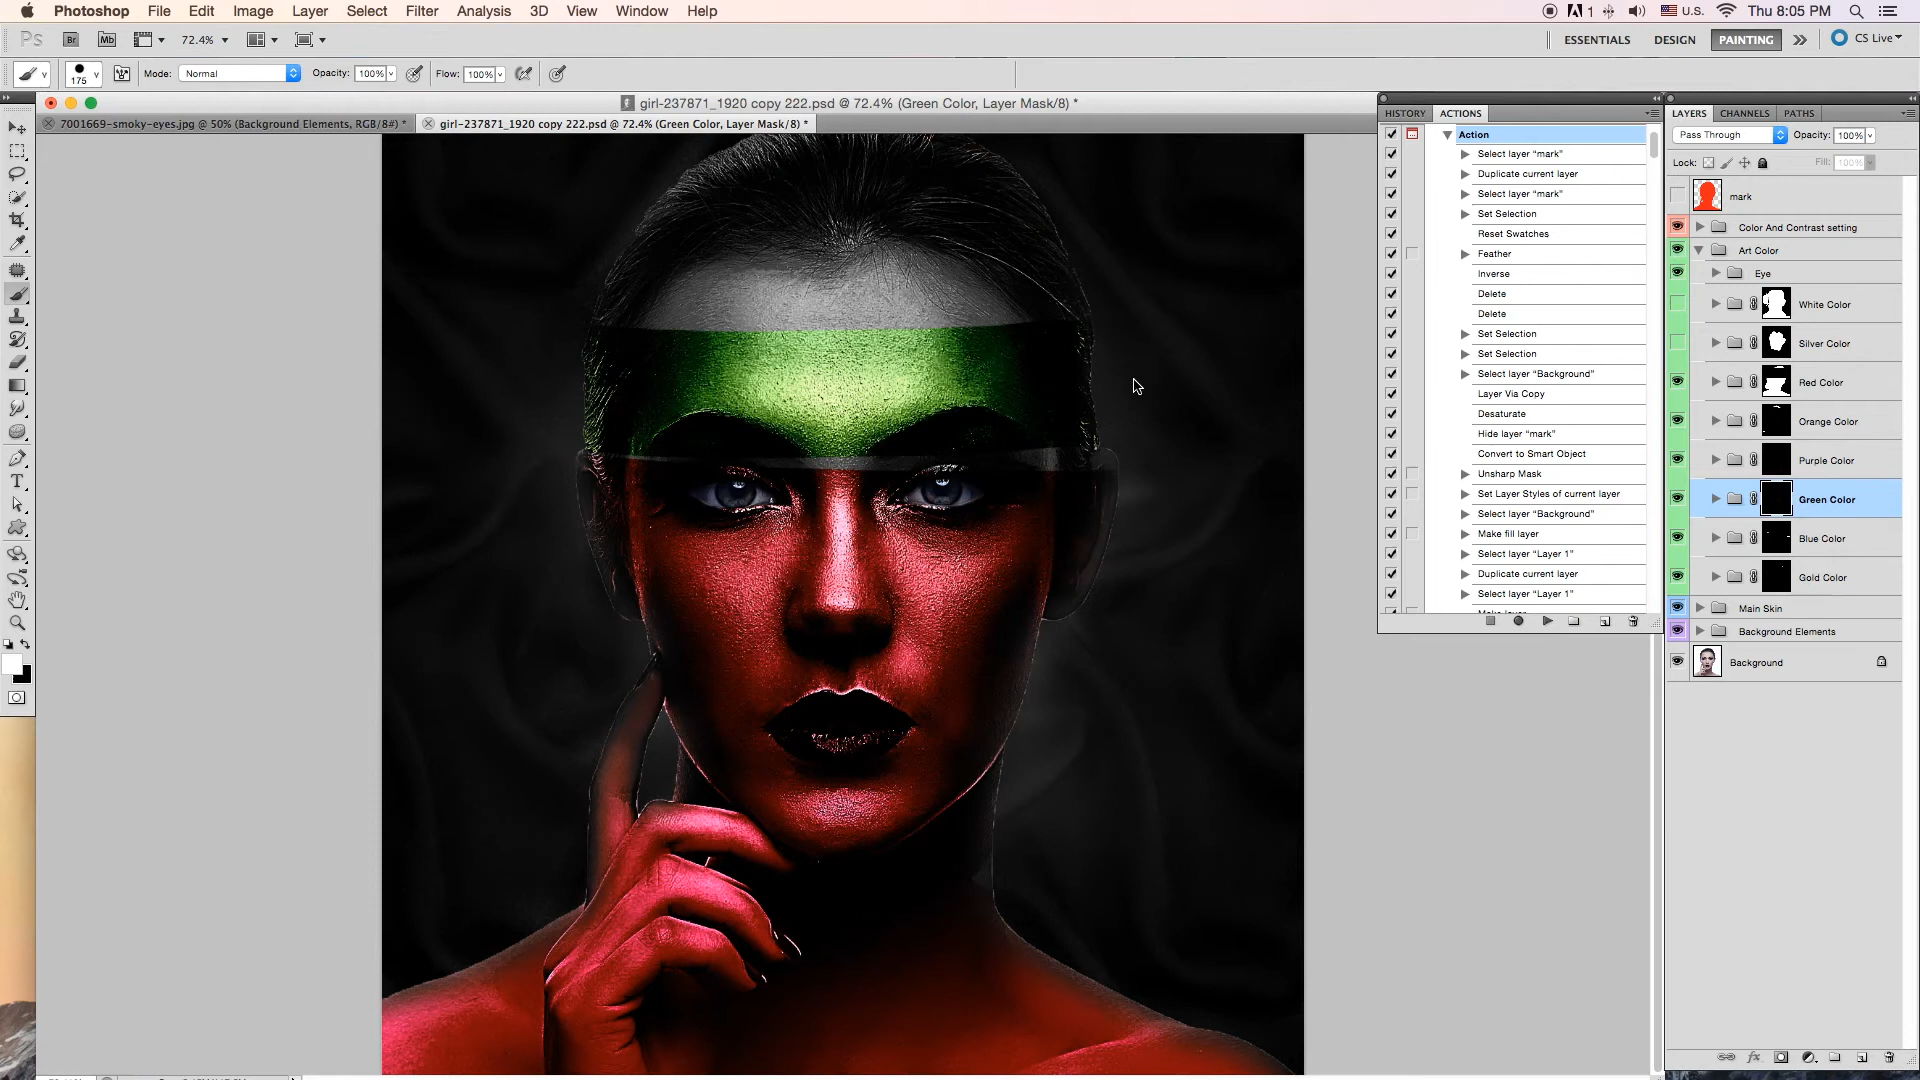 Photoshop File Edit Image Layer Select Filter Analysis 3D View Window Help 1 U.S. Thu 8:05 PM
Ps Br Mb 72.4% ESSENTIALS DESIGN PAINTING CS Live
175 Mode: Normal Opacity: 100% Flow: 100%
girl-237871_1920 copy 222.psd @ 72.4% (Green Color, Layer Mask/8) *
7001669-smoky-eyes.jpg @ 50% (Background Elements, RGB/8#) * girl-237871_1920 copy 222.psd @ 72.4% (Green Color, Layer Mask/8) *
HISTORY ACTIONS
Action
Select layer “mark”
Duplicate current layer
Select layer “mark”
Set Selection
Reset Swatches
Feather
Inverse
Delete
Delete
Set Selection
Set Selection
Select layer “Background”
Layer Via Copy
Desaturate
Hide layer “mark”
Convert to Smart Object
Unsharp Mask
Set Layer Styles of current layer
Select layer “Background”
Make fill layer
Select layer “Layer 1”
Duplicate current layer
Select layer “Layer 1”
LAYERS CHANNELS PATHS
Pass Through Opacity: 100%
Lock: Fill: 100%
mark
Color And Contrast setting
Art Color
Eye
White Color
Silver Color
Red Color
Orange Color
Purple Color
Green Color
Blue Color
Gold Color
Main Skin
Background Elements
Background